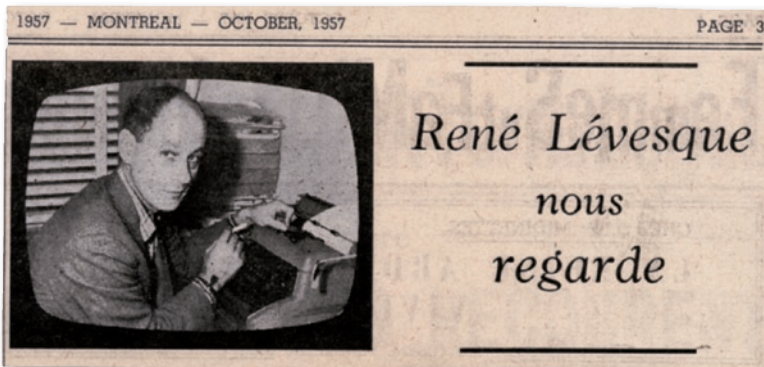 1957 — MONTREAL — OCTOBER, 1957 PAGE 3
René Lévesque
nous
regarde